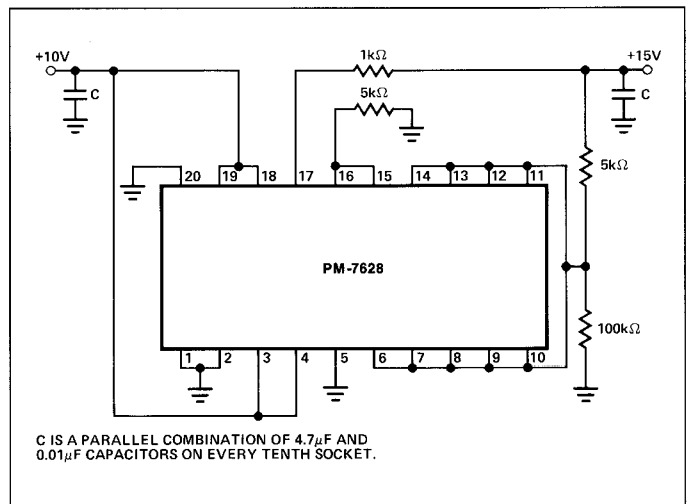 1kΩ
+10V
+15V
5kΩ
C
C
20 19 18 17 16 15 14 13 12 11
5kΩ
PM-7628
100kΩ
1 2 3 4 5 6 7 8 9 10
C IS A PARALLEL COMBINATION OF 4.7μF AND
0.01μF CAPACITORS ON EVERY TENTH SOCKET.